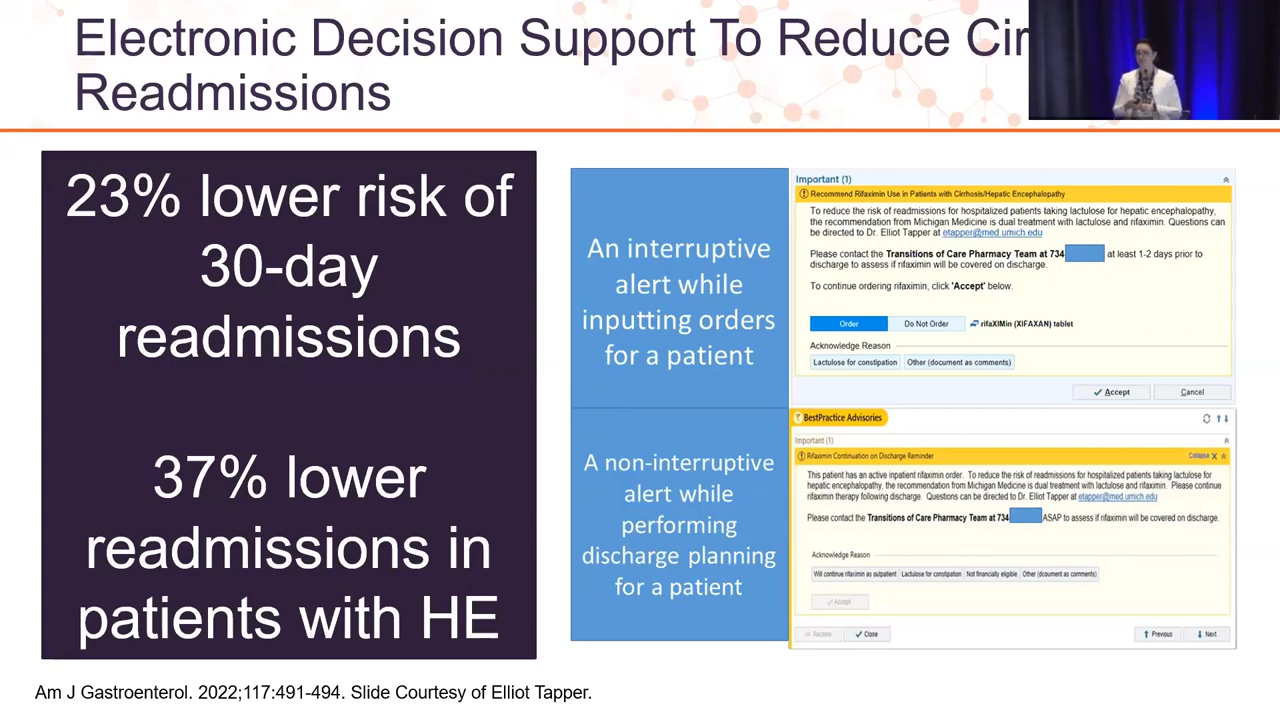 Electronic Decision Support To Reduce Cir
Readmissions
23% lower risk of
30-day
readmissions
37% lower
readmissions in
patients with HE
An interruptive
alert while
inputting orders
for a patient
Important (1)
Recommend Rifaximin Use in Patients with Cirrhosis/Hepatic Encephalopathy
To reduce the risk of readmissions for hospitalized patients taking lactulose for hepatic encephalopathy,
the recommendation from Michigan Medicine is dual treatment with lactulose and rifaximin. Questions can
be directed to Dr. Elliot Tapper at etapper@med.umich.edu
Please contact the Transitions of Care Pharmacy Team at 734 at least 1-2 days prior to
discharge to assess if rifaximin will be covered on discharge.
To continue ordering rifaximin, click 'Accept' below.
Order Do Not Order rifaXIMin (XIFAXAN) tablet
Acknowledge Reason
Lactulose for constipation Other (document as comments)
Accept Cancel
A non-interruptive
alert while
performing
discharge planning
for a patient
BestPractice Advisories
Important (1)
Rifaximin Continuation on Discharge Reminder Collapse
This patient has an active inpatient rifaximin order. To reduce the risk of readmissions for hospitalized patients taking lactulose for
hepatic encephalopathy, the recommendation from Michigan Medicine is dual treatment with lactulose and rifaximin. Please continue
rifaximin therapy following discharge. Questions can be directed to Dr. Elliot Tapper at etapper@med.umich.edu
Please contact the Transitions of Care Pharmacy Team at 734 ASAP to assess if rifaximin will be covered on discharge.
Acknowledge Reason
Will continue rifaximin as outpatient Lactulose for constipation Not financially eligible Other (document as comments)
Accept
Restore Close Previous Next
Am J Gastroenterol. 2022;117:491-494. Slide Courtesy of Elliot Tapper.